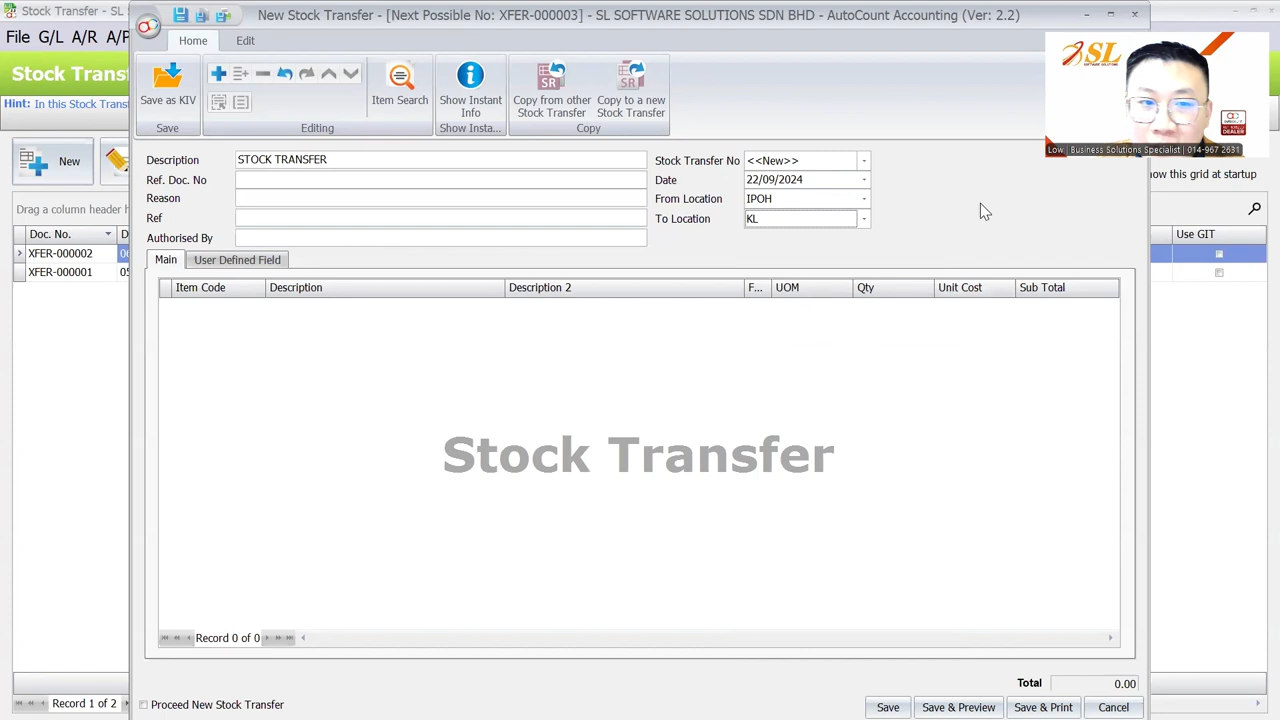 Stock Transfer - SL
New Stock Transfer - [Next Possible No: XFER-000003] - SL SOFTWARE SOLUTIONS SDN BHD - AutoCount Accounting (Ver: 2.2)
File G/L A/R A/P
Home Edit
Stock Transf
Hint: In this Stock Trans
Save as KIV
Item Search
Show Instant Info
Copy from other Stock Transfer
Copy to a new Stock Transfer
Save
Editing
Show Insta...
Copy
SL
SOFTWARE SOLUTIONS
DEALER
Low | Business Solutions Specialist | 014-967 2631
New
how this grid at startup
Description STOCK TRANSFER
Stock Transfer No <<New>>
Ref. Doc. No
Date 22/09/2024
Reason
From Location IPOH
Ref
To Location KL
Authorised By
Drag a column header h
Doc. No. D
Use GIT
XFER-000002 06
XFER-000001 05
Main User Defined Field
Item Code Description Description 2 F... UOM Qty Unit Cost Sub Total
Stock Transfer
Record 0 of 0
Total 0.00
Record 1 of 2
Proceed New Stock Transfer
Save Save & Preview Save & Print Cancel